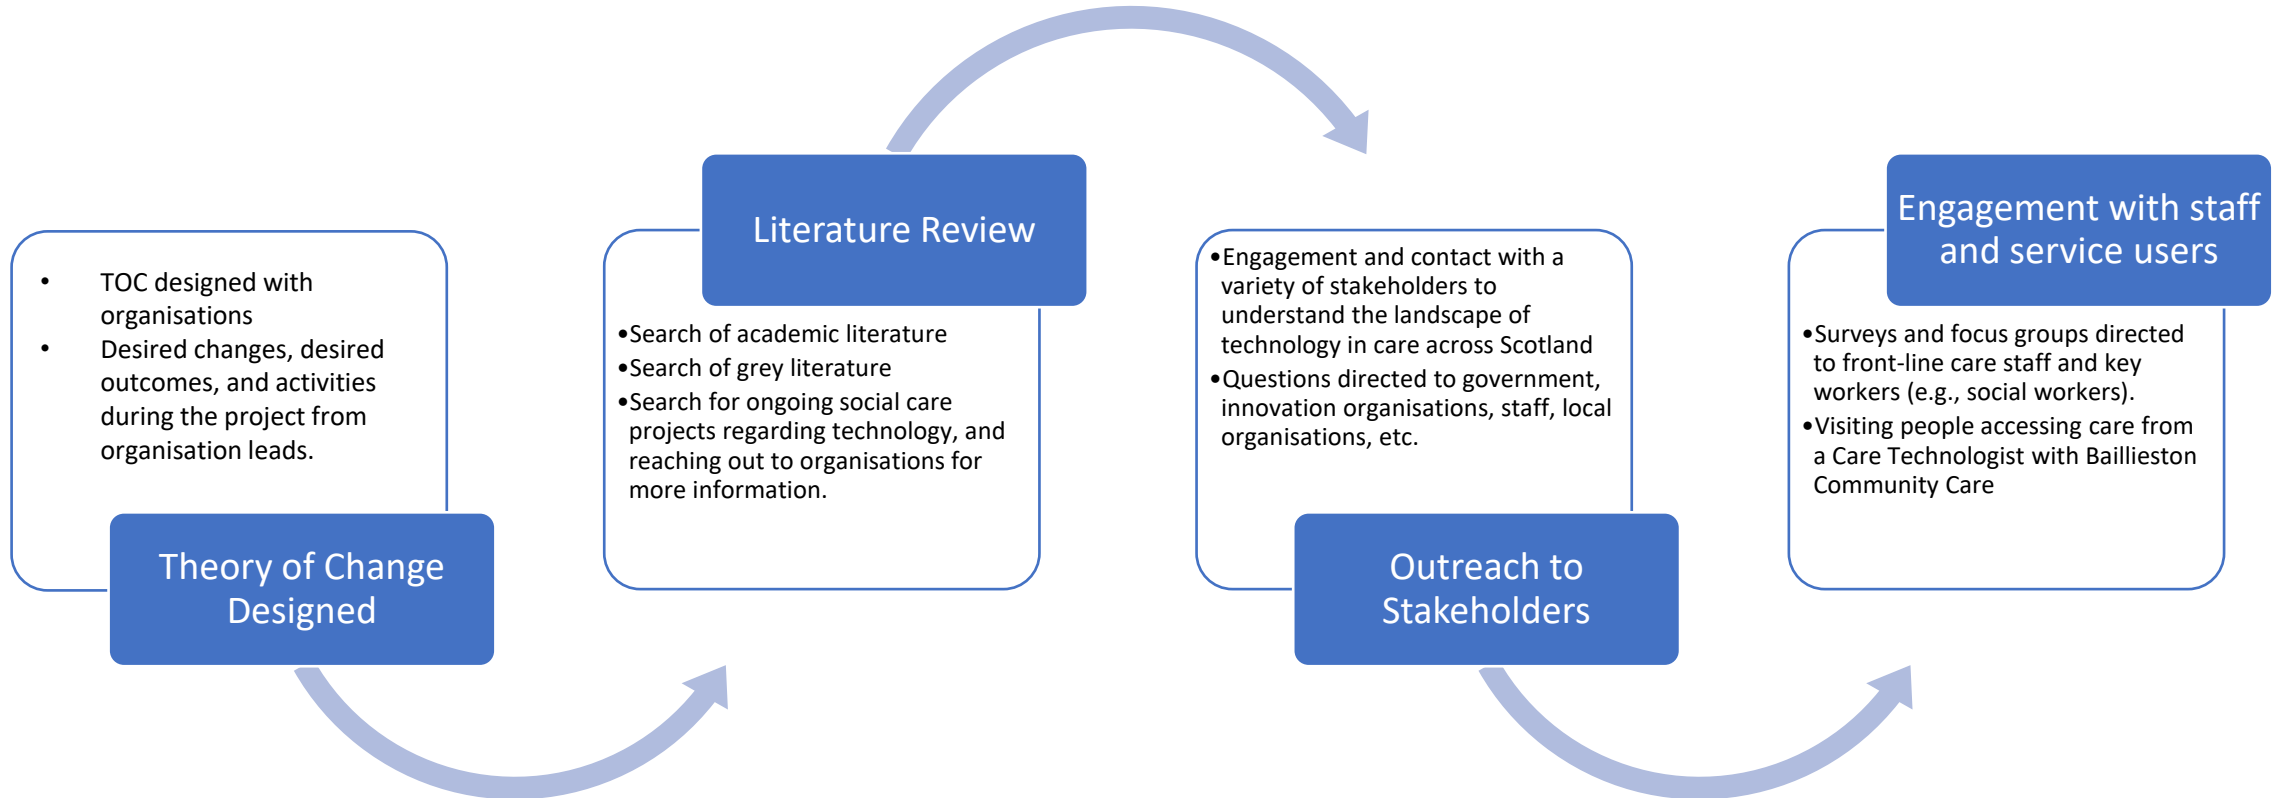 • TOC designed with
organisations
• Desired changes, desired
outcomes, and activities
during the project from
organisation leads.
Theory of Change
Designed
Literature Review
•Search of academic literature
•Search of grey literature
•Search for ongoing social care
projects regarding technology, and
reaching out to organisations for
more information.
•Engagement and contact with a
variety of stakeholders to
understand the landscape of
technology in care across Scotland
•Questions directed to government,
innovation organisations, staff, local
organisations, etc.
Outreach to
Stakeholders
Engagement with staff
and service users
•Surveys and focus groups directed
to front-line care staff and key
workers (e.g., social workers).
•Visiting people accessing care from
a Care Technologist with Baillieston
Community Care